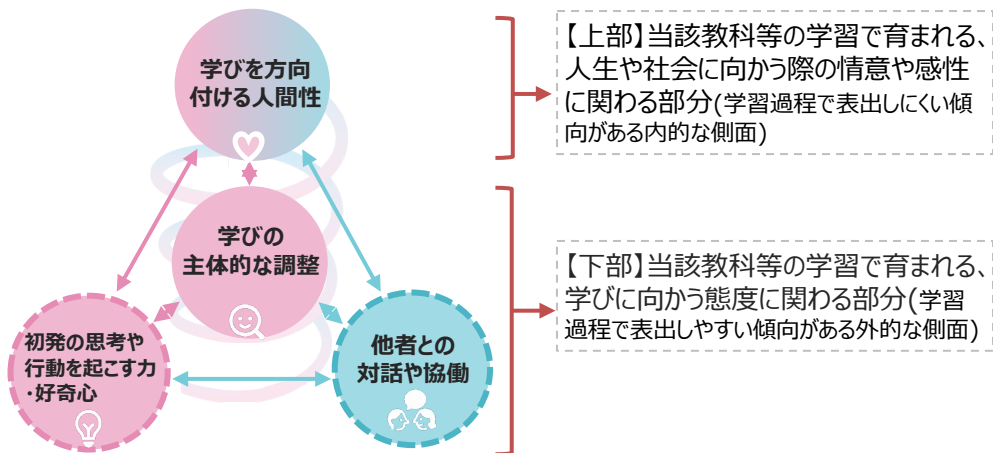 学びを方向
付ける人間性
学びの
主体的な調整
初発の思考や
行動を起こす力
・好奇心
他者との
対話や協働
【上部】当該教科等の学習で育まれる、
人生や社会に向かう際の情意や感性
に関わる部分(学習過程で表出しにくい傾
向がある内的な側面)
【下部】当該教科等の学習で育まれる、
学びに向かう態度に関わる部分(学習
過程で表出しやすい傾向がある外的な側面)